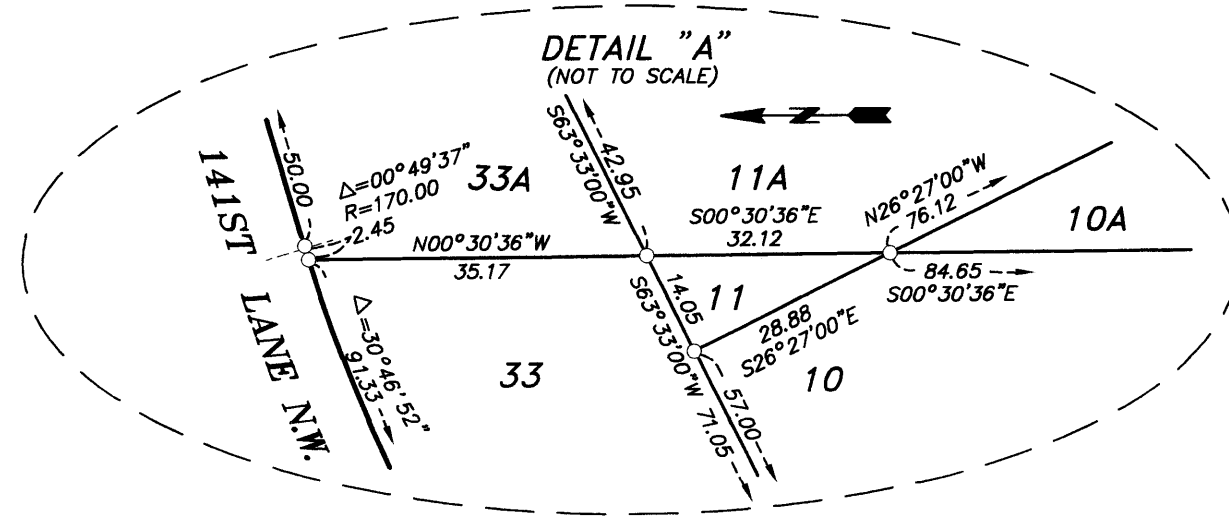 DETAIL "A"
(NOT TO SCALE)
141ST LANE N.W.
50.00
Δ=00°49'37"
R=170.00
2.45
33A
N00°30'36"W
35.17
Δ=30°46'52"
91.33
33
42.95
S63°33'00"W
11A
S00°30'36"E
32.12
N26°27'00"W
76.12
10A
84.65
S00°30'36"E
14.05
11
S63°33'00"W 71.05
28.88
S26°27'00"E
57.00
10
N